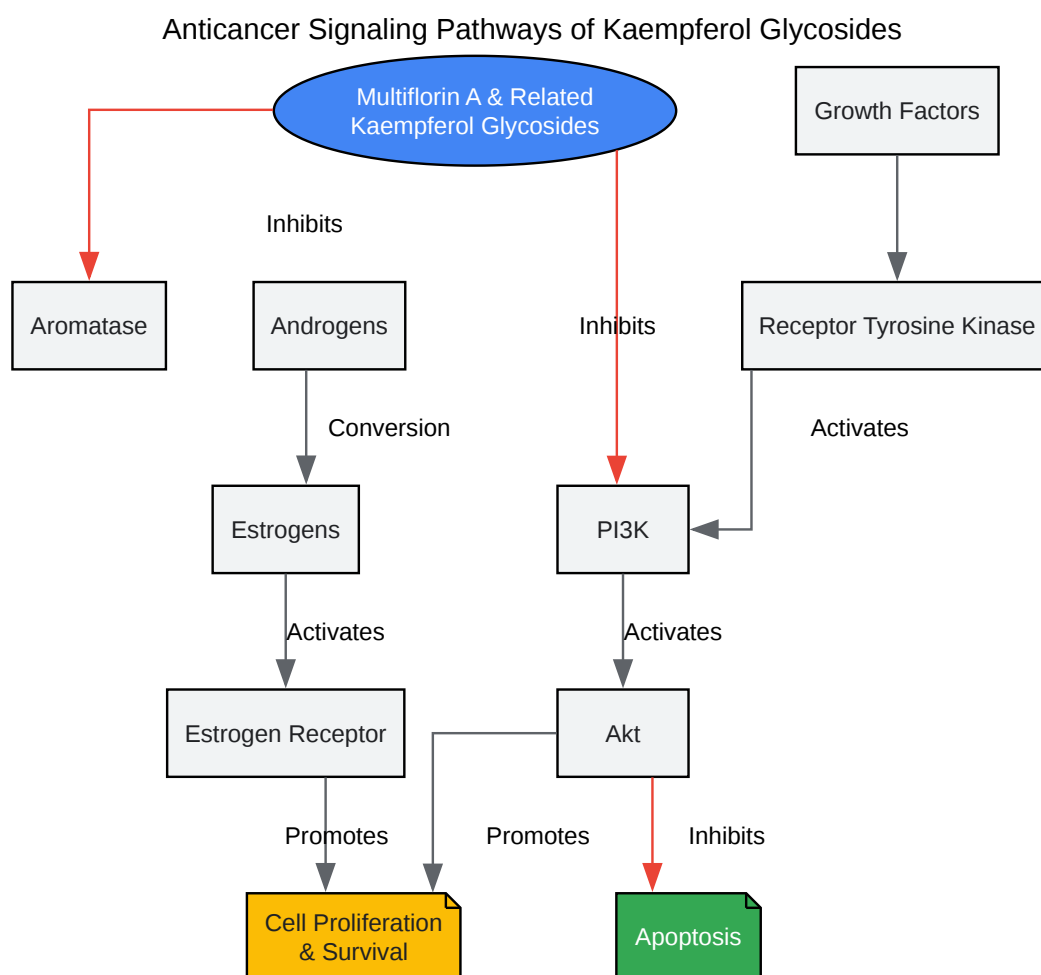 Anticancer Signaling Pathways of Kaempferol Glycosides
Multiflorin A & Related
Kaempferol Glycosides
Growth Factors
Inhibits
Aromatase
Androgens
Inhibits
Receptor Tyrosine Kinase
Conversion
Activates
Estrogens
PI3K
Activates
Activates
Estrogen Receptor
Akt
Promotes
Promotes
Inhibits
Cell Proliferation
& Survival
Apoptosis